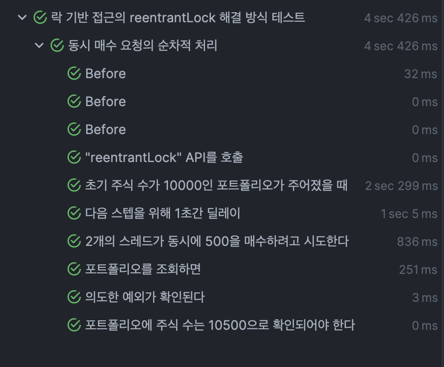 락 기반 접근의 reentrantLock 해결 방식 테스트 4 sec 426 ms
동시 매수 요청의 순차적 처리 4 sec 426 ms
Before 32 ms
Before 0 ms
Before 0 ms
"reentrantLock" API를 호출 0 ms
초기 주식 수가 10000인 포트폴리오가 주어졌을 때 2 sec 299 ms
다음 스텝을 위해 1초간 딜레이 1 sec 5 ms
2개의 스레드가 동시에 500을 매수하려고 시도한다 836 ms
포트폴리오를 조회하면 251 ms
의도한 예외가 확인된다 3 ms
포트폴리오에 주식 수는 10500으로 확인되어야 한다 0 ms